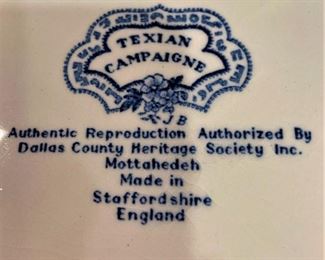 TEXIAN
CAMPAIGNE
JB
Authentic Reproduction Authorized By
Dallas County Heritage Society Inc.
Mottahedeh
Made in
Staffordshire
England